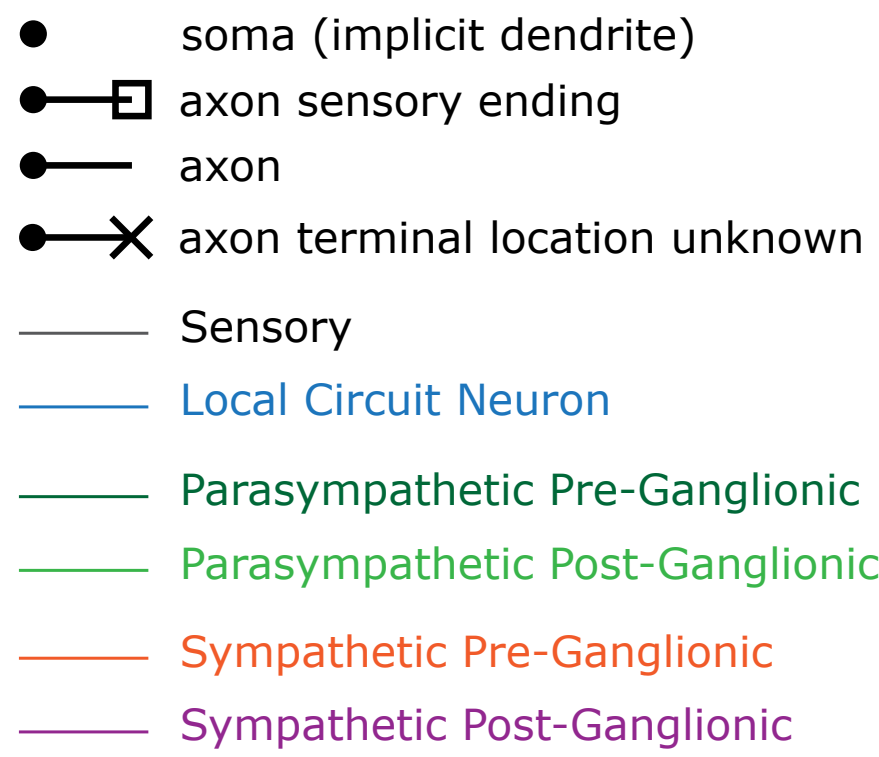 soma (implicit dendrite)
axon sensory ending
axon
axon terminal location unknown
Sensory
Local Circuit Neuron
Parasympathetic Pre-Ganglionic
Parasympathetic Post-Ganglionic
Sympathetic Pre-Ganglionic
Sympathetic Post-Ganglionic